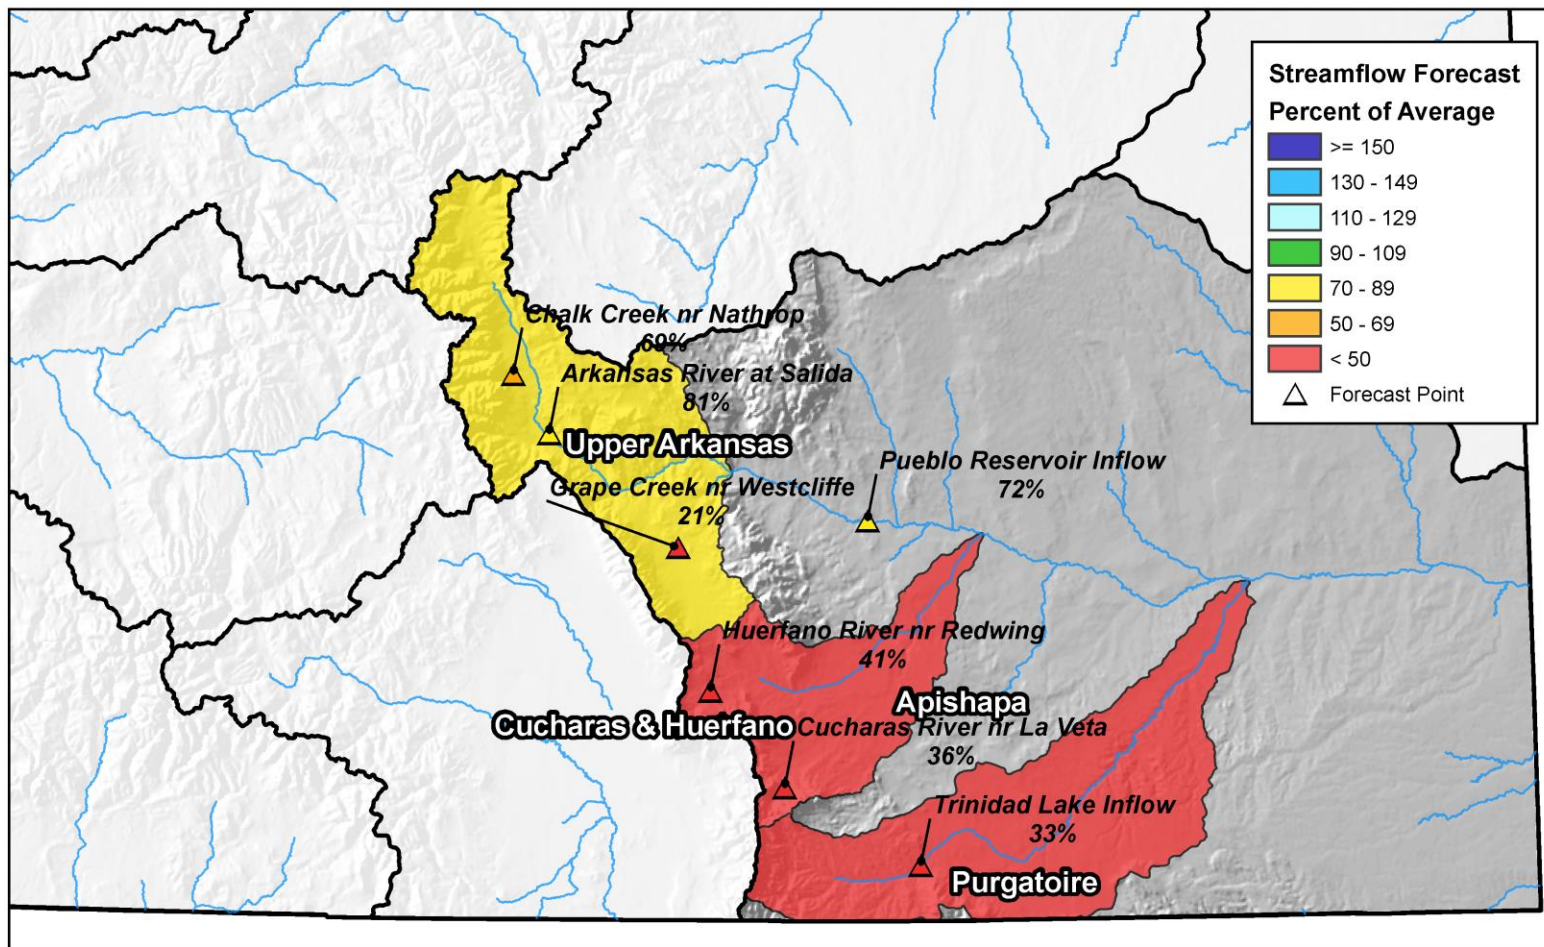 Streamflow Forecast
Percent of Average
>= 150
130 - 149
110 - 129
90 - 109
70 - 89
50 - 69
< 50
Forecast Point
Chalk Creek nr Nathrop
69%
Arkansas River at Salida
81%
Upper Arkansas
Pueblo Reservoir Inflow
72%
Grape Creek nr Westcliffe
21%
Huerfano River nr Redwing
41%
Apishapa
Cucharas & Huerfano
Cucharas River nr La Veta
36%
Trinidad Lake Inflow
33%
Purgatoire